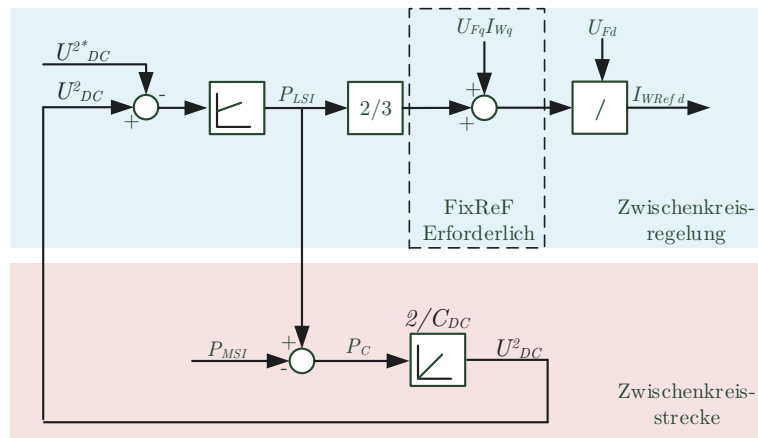 U²*DC
-
U²DC
+
PLSI
2/3
UFqIWq
+
+
UFd
/
IWRef d
FixReF
Erforderlich
Zwischenkreis-
regelung
2/CDC
+
PMSI
-
PC
U²DC
Zwischenkreis-
strecke